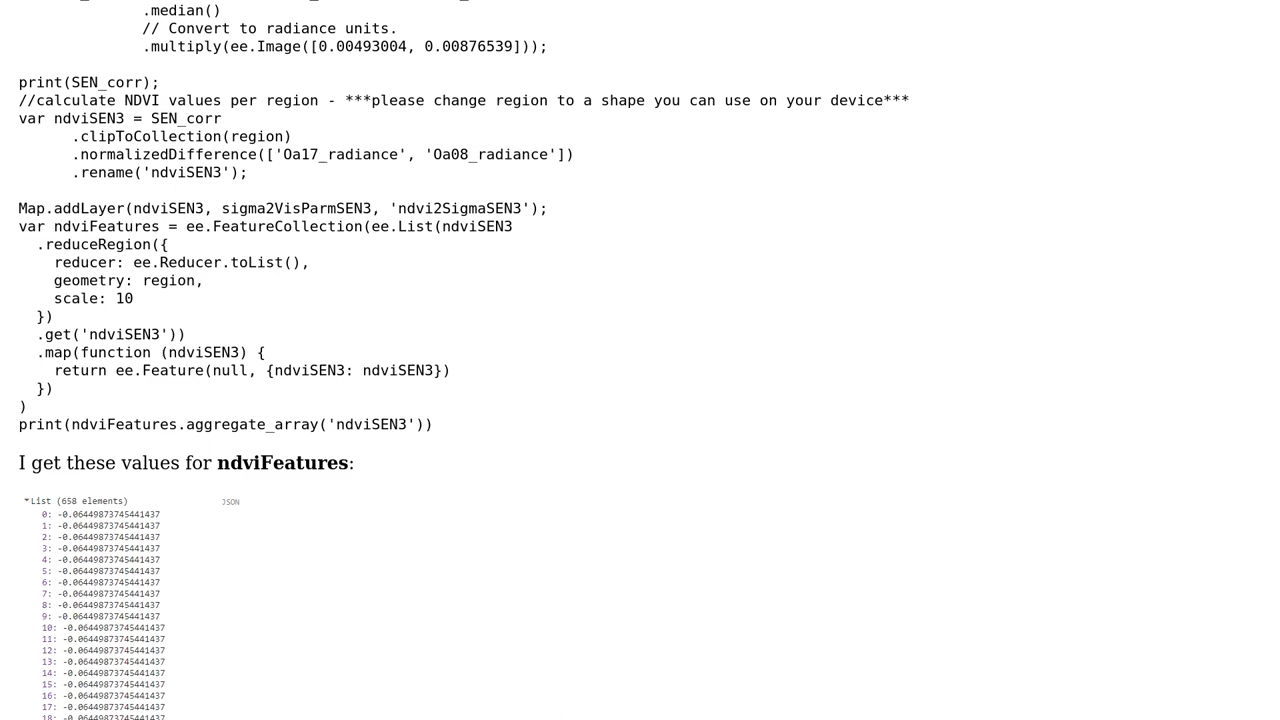 .median()
// Convert to radiance units.
.multiply(ee.Image([0.00493004, 0.00876539]));
print(SEN_corr);
//calculate NDVI values per region - ***please change region to a shape you can use on your device***
var ndviSEN3 = SEN_corr
.clipToCollection(region)
.normalizedDifference(['Oa17_radiance', 'Oa08_radiance'])
.rename('ndviSEN3');
Map.addLayer(ndviSEN3, sigma2VisParmSEN3, 'ndvi2SigmaSEN3');
var ndviFeatures = ee.FeatureCollection(ee.List(ndviSEN3
.reduceRegion({
reducer: ee.Reducer.toList(),
geometry: region,
scale: 10
})
.get('ndviSEN3'))
.map(function (ndviSEN3) {
return ee.Feature(null, {ndviSEN3: ndviSEN3})
})
)
print(ndviFeatures.aggregate_array('ndviSEN3'))
I get these values for ndviFeatures:
List (658 elements) JSON
0: -0.06449873745441437
1: -0.06449873745441437
2: -0.06449873745441437
3: -0.06449873745441437
4: -0.06449873745441437
5: -0.06449873745441437
6: -0.06449873745441437
7: -0.06449873745441437
8: -0.06449873745441437
9: -0.06449873745441437
10: -0.06449873745441437
11: -0.06449873745441437
12: -0.06449873745441437
13: -0.06449873745441437
14: -0.06449873745441437
15: -0.06449873745441437
16: -0.06449873745441437
17: -0.06449873745441437
18: -0.06449873745441437